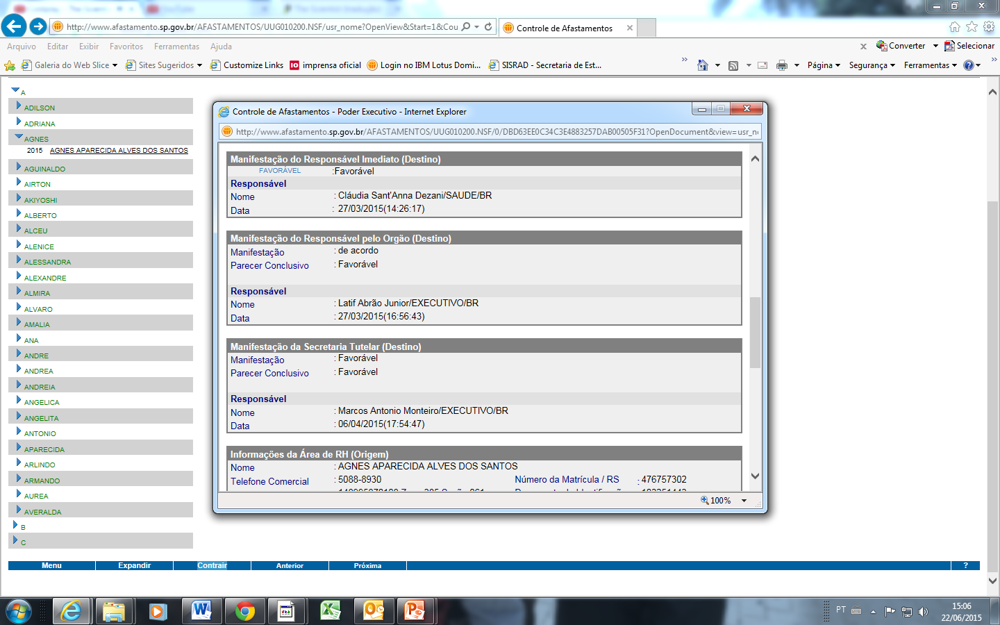 http://www.afastamento.sp.gov.br/AFASTAMENTOS/UUG010200.NSF/usr_nome?OpenView&Start=1&Cou
Controle de Afastamentos
Arquivo Editar Exibir Favoritos Ferramentas Ajuda
x Converter Selecionar
Galeria do Web Slice Sites Sugeridos Customize Links IO imprensa oficial Login no IBM Lotus Domi... SISRAD - Secretaria de Est... » Página Segurança Ferramentas »
A
ADILSON
ADRIANA
AGNES
2015 AGNES APARECIDA ALVES DOS SANTOS
AGUINALDO
AIRTON
AKIYOSHI
ALBERTO
ALCEU
ALENICE
ALESSANDRA
ALEXANDRE
ALMIRA
ALVARO
AMALIA
ANA
ANDRE
ANDREA
ANDREIA
ANGELICA
ANGELITA
ANTONIO
APARECIDA
ARLINDO
ARMANDO
AUREA
AVERALDA
B
C
Controle de Afastamentos - Poder Executivo - Internet Explorer
http://www.afastamento.sp.gov.br/AFASTAMENTOS/UUG010200.NSF/0/DBD63EE0C34C3E4883257DAB00505F31?OpenDocument&view=usr_n
Manifestação do Responsável Imediato (Destino)
FAVORÁVEL :Favorável
Responsável
Nome : Cláudia Sant'Anna Dezani/SAUDE/BR
Data : 27/03/2015(14:26:17)
Manifestação do Responsável pelo Orgão (Destino)
Manifestação : de acordo
Parecer Conclusivo : Favorável
Responsável
Nome : Latif Abrão Junior/EXECUTIVO/BR
Data : 27/03/2015(16:56:43)
Manifestação da Secretaria Tutelar (Destino)
Manifestação : Favorável
Parecer Conclusivo : Favorável
Responsável
Nome : Marcos Antonio Monteiro/EXECUTIVO/BR
Data : 06/04/2015(17:54:47)
Informações da Área de RH (Origem)
Nome : AGNES APARECIDA ALVES DOS SANTOS
Telefone Comercial : 5088-8930 Número da Matrícula / RS : 476757302
100%
Menu Expandir Contrair Anterior Próxima ?
PT 15:06
22/06/2015